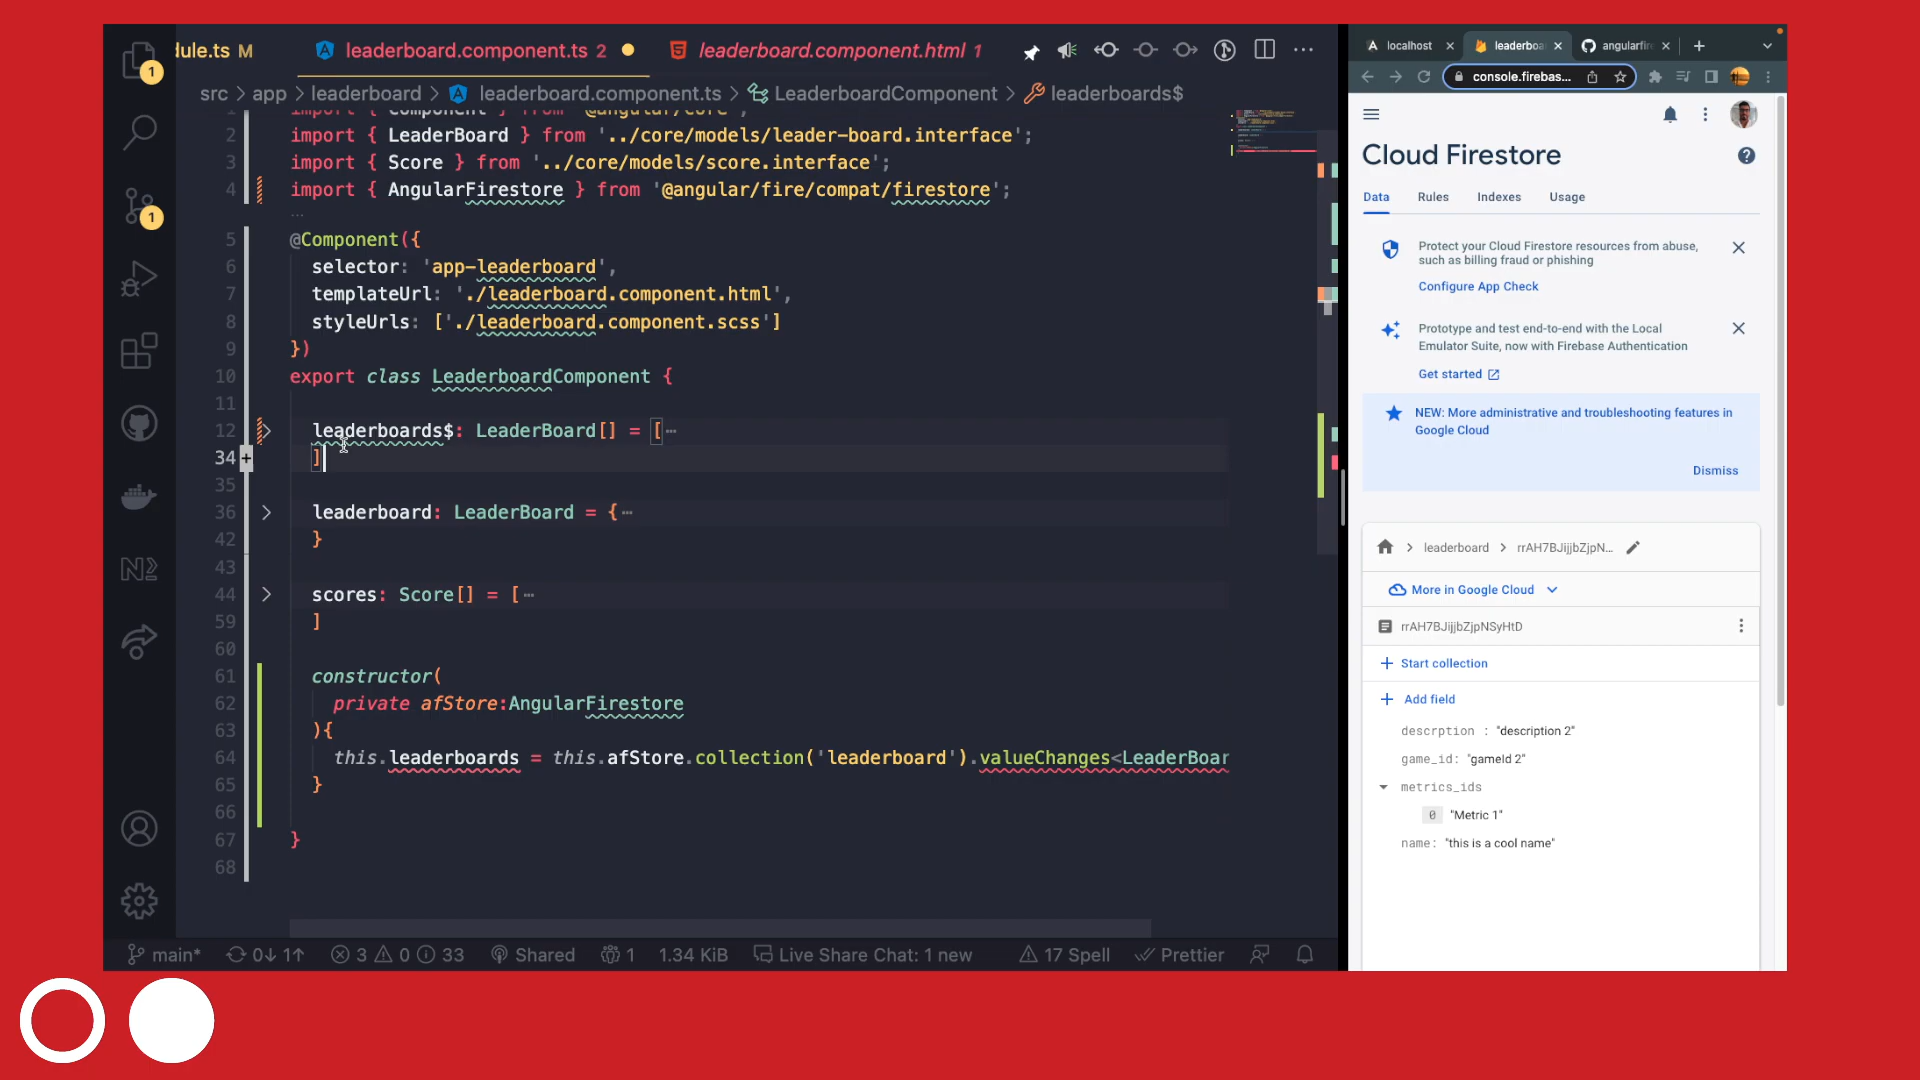 dule.ts M
leaderboard.component.ts 2
leaderboard.component.html 1
src > app > leaderboard > leaderboard.component.ts > LeaderboardComponent > leaderboards$
2 import { LeaderBoard } from '../core/models/leader-board.interface';
3 import { Score } from '../core/models/score.interface';
4 import { AngularFirestore } from '@angular/fire/compat/firestore';
...
5 @Component({
6 selector: 'app-leaderboard',
7 templateUrl: './leaderboard.component.html',
8 styleUrls: ['./leaderboard.component.scss']
9 })
10 export class LeaderboardComponent {
11
12 leaderboards$: LeaderBoard[] = [ ⋯
34 ]
35
36 leaderboard: LeaderBoard = { ⋯
42 }
43
44 scores: Score[] = [ ⋯
59 ]
60
61 constructor(
62 private afStore:AngularFirestore
63 ){
64 this.leaderboards = this.afStore.collection('leaderboard').valueChanges<LeaderBoar
65 }
66
67 }
68
1
1
main* 0↓ 1↑ 3 0 33 Shared 1 1.34 KiB Live Share Chat: 1 new 17 Spell Prettier
localhost
leaderboa
angularfire
console.firebas...
Cloud Firestore
Data Rules Indexes Usage
Protect your Cloud Firestore resources from abuse,
such as billing fraud or phishing
Configure App Check
Prototype and test end-to-end with the Local
Emulator Suite, now with Firebase Authentication
Get started
NEW: More administrative and troubleshooting features in
Google Cloud
Dismiss
leaderboard > rrAH7BJijjbZjpN...
More in Google Cloud
rrAH7BJijjbZjpNSyHtD
+ Start collection
+ Add field
descrption : "description 2"
game_id: "gameId 2"
metrics_ids
0 "Metric 1"
name: "this is a cool name"